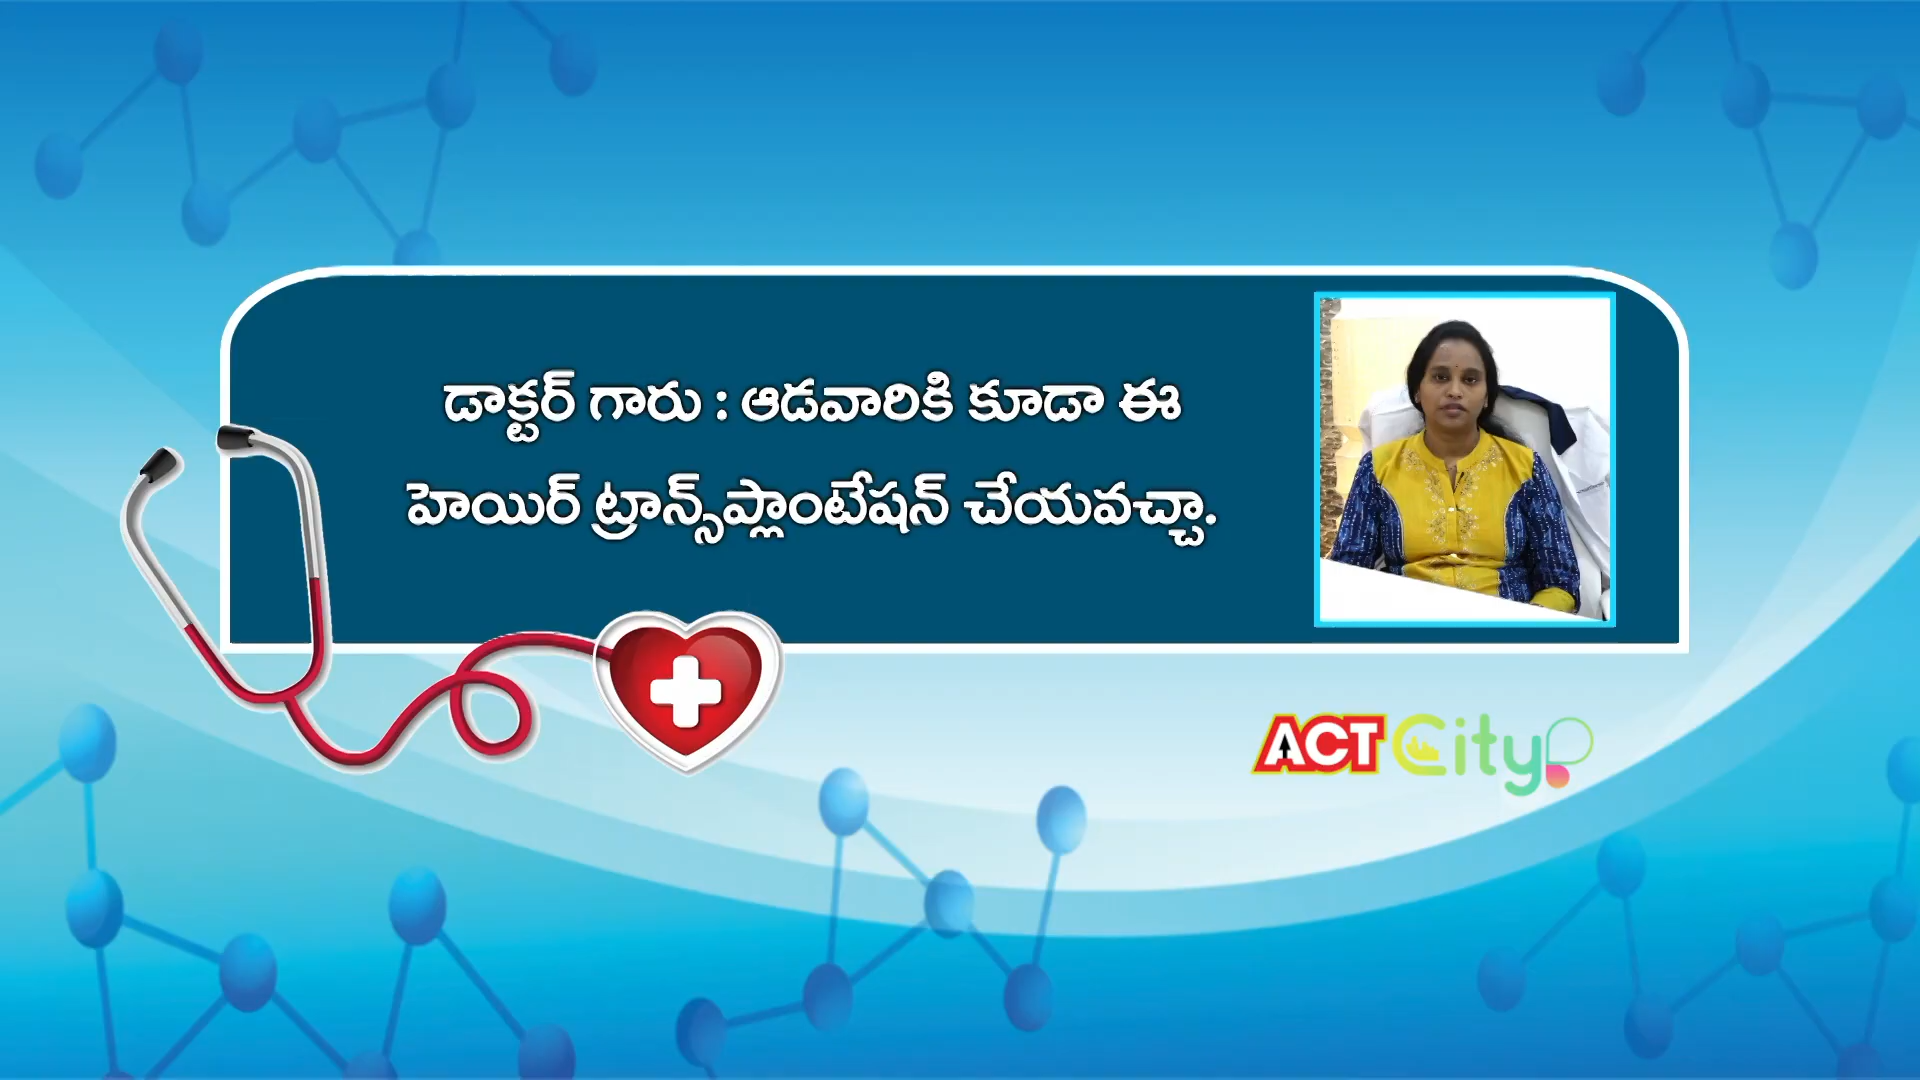 డాక్టర్ గారు : ఆడవారికి కూడా ఈ
హెయిర్ ట్రాన్స్‌ప్లాంటేషన్ చేయవచ్చా.
ACT City